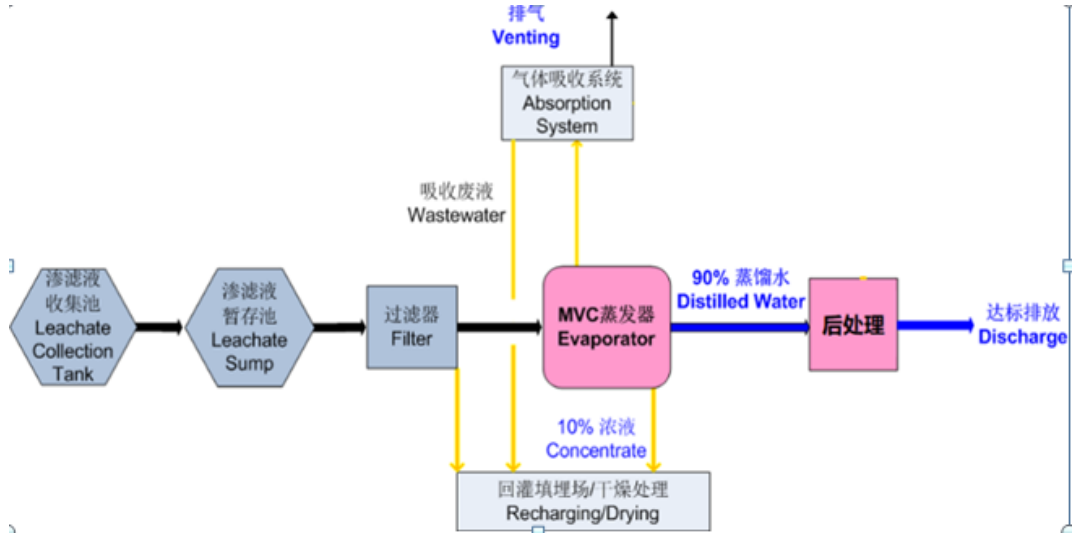 排气
Venting
气体吸收系统
Absorption
System
吸收废液
Wastewater
渗滤液
收集池
Leachate
Collection
Tank
渗滤液
暂存池
Leachate
Sump
过滤器
Filter
MVC蒸发器
Evaporator
90% 蒸馏水
Distilled Water
后处理
达标排放
Discharge
10% 浓液
Concentrate
回灌填埋场/干燥处理
Recharging/Drying